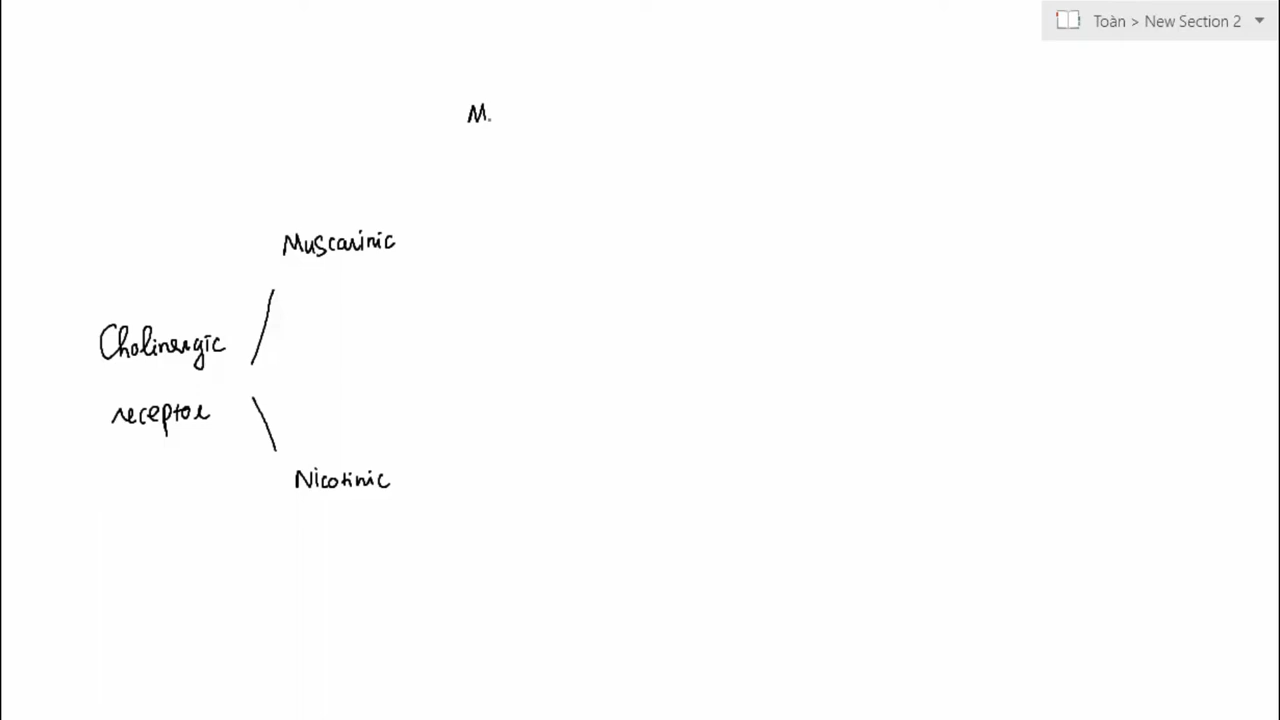 Toàn > New Section 2
M.
Muscarinic
Cholinergic
receptor
Nicotinic